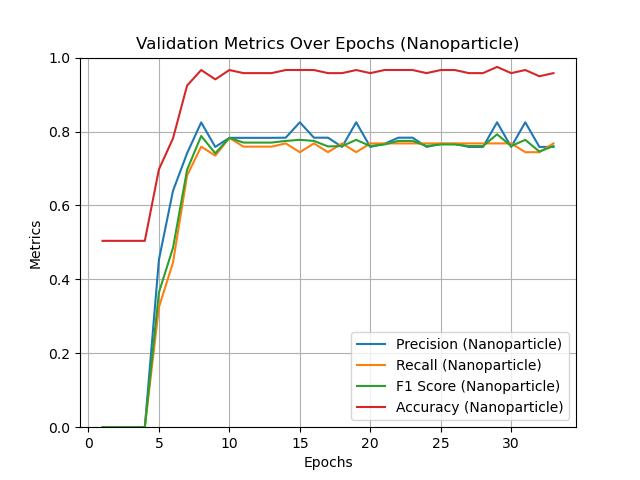 Validation Metrics Over Epochs (Nanoparticle)
1.0
0.8
0.6
0.4
0.2
0.0
Metrics
0 5 10 15 20 25 30
Epochs
Precision (Nanoparticle)
Recall (Nanoparticle)
F1 Score (Nanoparticle)
Accuracy (Nanoparticle)